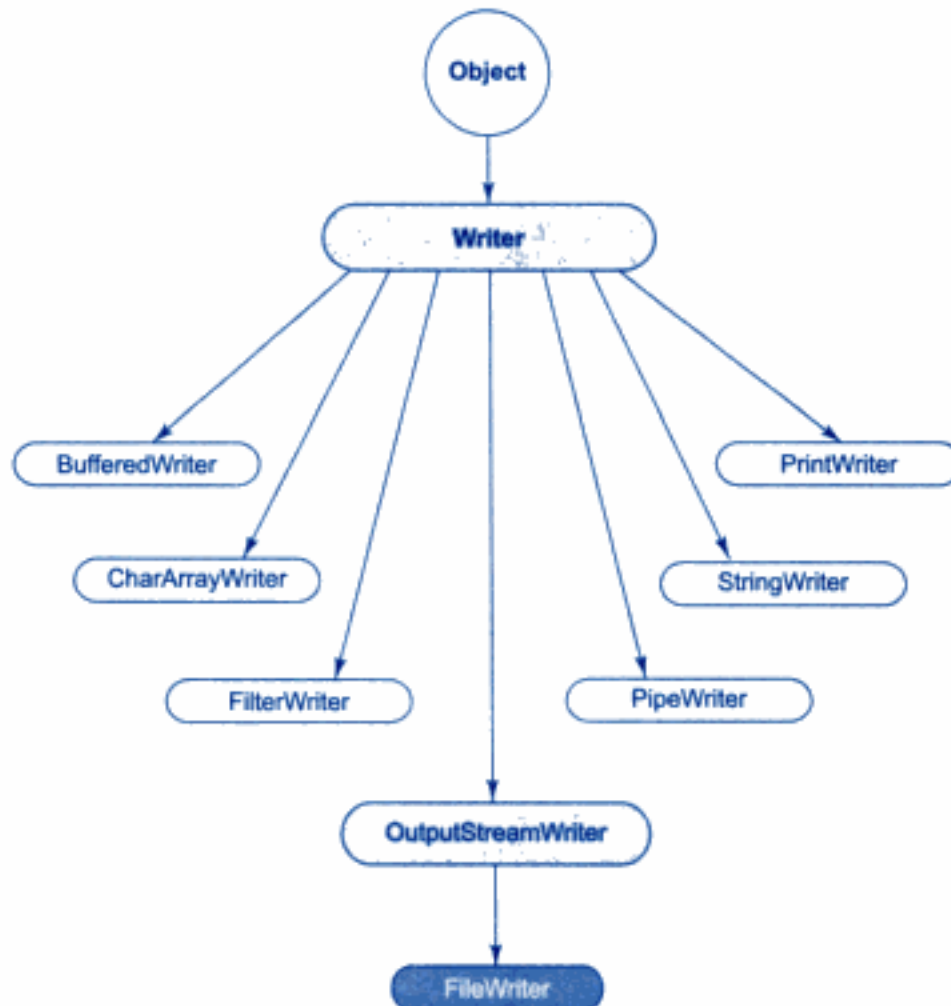 Object
Writer
BufferedWriter
PrintWriter
CharArrayWriter
StringWriter
FilterWriter
PipeWriter
OutputStreamWriter
FileWriter